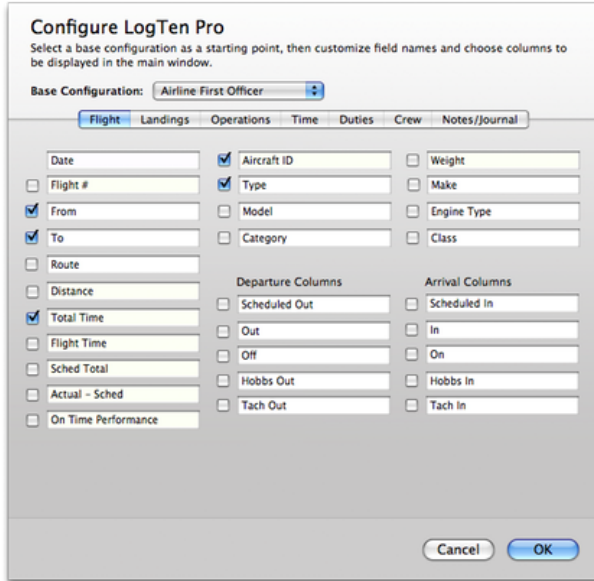 Configure LogTen Pro
Select a base configuration as a starting point, then customize field names and choose columns to
be displayed in the main window.
Base Configuration: Airline First Officer
Flight Landings Operations Time Duties Crew Notes/Journal
Date
Flight #
From
To
Route
Distance
Total Time
Flight Time
Sched Total
Actual - Sched
On Time Performance
Aircraft ID
Type
Model
Category
Weight
Make
Engine Type
Class
Departure Columns
Scheduled Out
Out
Off
Hobbs Out
Tach Out
Arrival Columns
Scheduled In
In
On
Hobbs In
Tach In
Cancel OK